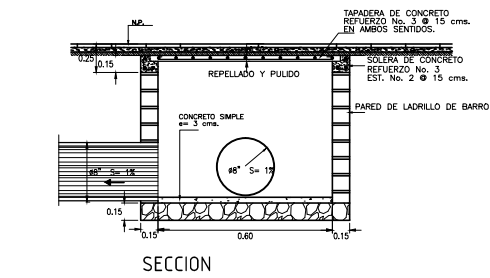 TAPADERA DE CONCRETO
REFUERZO No. 3 @ 15 cms.
EN AMBOS SENTIDOS.
N.P.
0.25
0.15
SOLERA DE CONCRETO
REFUERZO No. 3
EST. No. 2 @ 15 cms.
REPELLADO Y PULIDO
PARED DE LADRILLO DE BARRO
CONCRETO SIMPLE
e= 3 cms.
ø8" S= 1%
ø8" S= 1%
0.15
0.15
0.60
0.15
SECCION